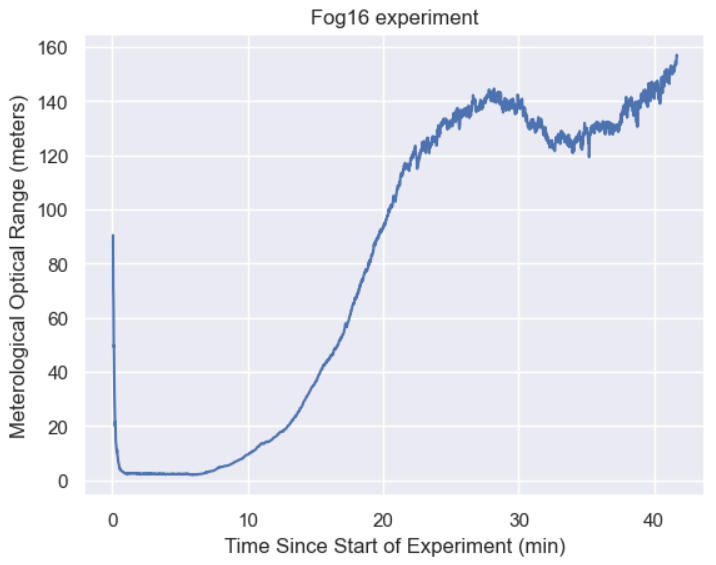 Fog16 experiment
160
140
120
100
80
60
40
20
0
Meterological Optical Range (meters)
0 10 20 30 40
Time Since Start of Experiment (min)